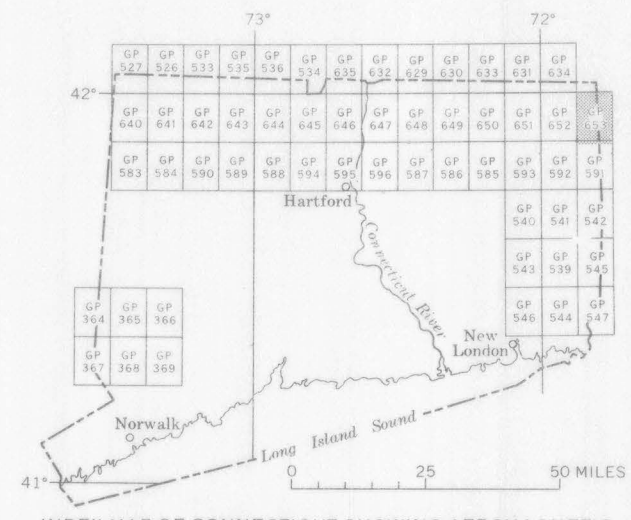 73° 72°
GP 527 GP 526 GP 533 GP 535 GP 536 GP 534 GP 635 GP 632 GP 629 GP 630 GP 633 GP 631 GP 634
42°
GP 640 GP 641 GP 642 GP 643 GP 644 GP 645 GP 646 GP 647 GP 648 GP 649 GP 650 GP 651 GP 652 GP 653
GP 583 GP 584 GP 590 GP 589 GP 588 GP 594 GP 595 GP 596 GP 587 GP 586 GP 585 GP 593 GP 592 GP 591
Hartford
GP 540 GP 541 GP 542
Connecticut River
GP 543 GP 539 GP 545
GP 364 GP 365 GP 366
GP 546 GP 544 GP 547
GP 367 GP 368 GP 369
New London
Norwalk
Long Island Sound
41°
0 25 50 MILES